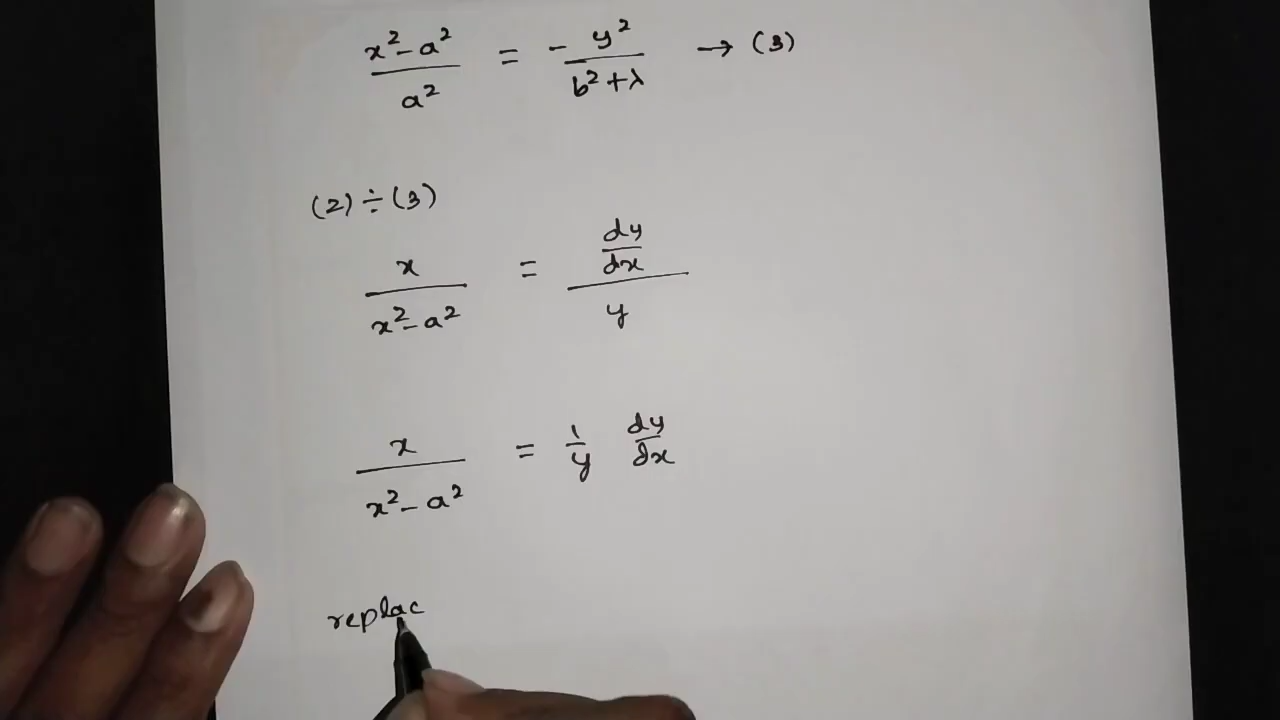 x² - a² / a² = - y² / b² + λ → (3)
(2) ÷ (3)
x / x² - a² = dy/dx / y
x / x² - a² = 1/y dy/dx
replac